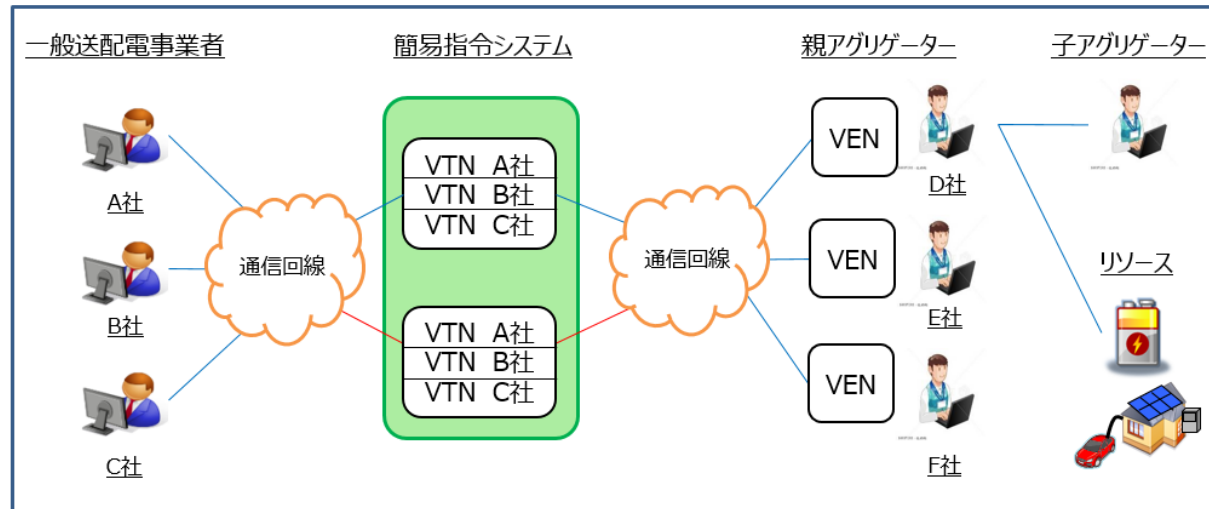 一般送配電事業者
簡易指令システム
親アグリゲーター
子アグリゲーター
A社
B社
C社
通信回線
VTN A社
VTN B社
VTN C社
VTN A社
VTN B社
VTN C社
通信回線
VEN
D社
VEN
E社
VEN
F社
リソース